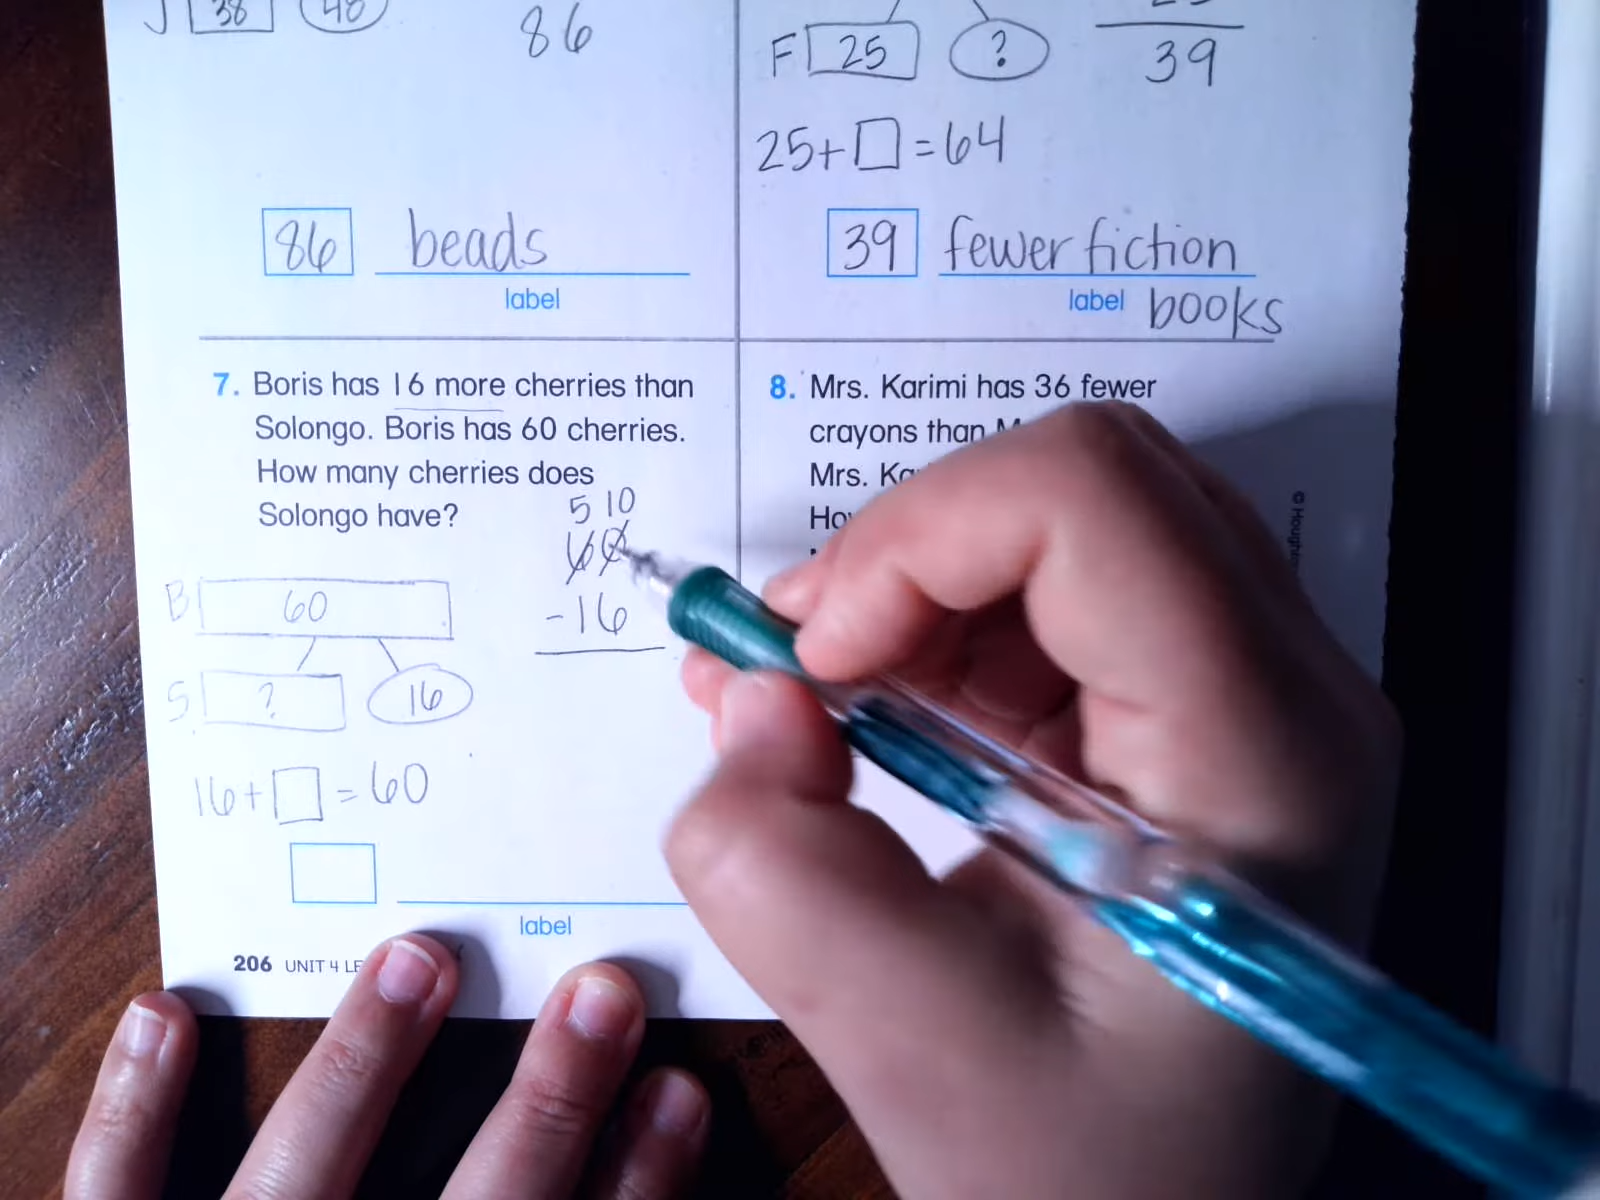 J 38 48
86
86 beads
label
F 25 ?
39
25+□=64
39 fewer fiction
label books
7. Boris has 16 more cherries than
Solongo. Boris has 60 cherries.
How many cherries does
Solongo have?
5 10
60
-16
B 60
S ? 16
16+□=60
label
206 UNIT 4
8. Mrs. Karimi has 36 fewer
crayons than
Mrs.